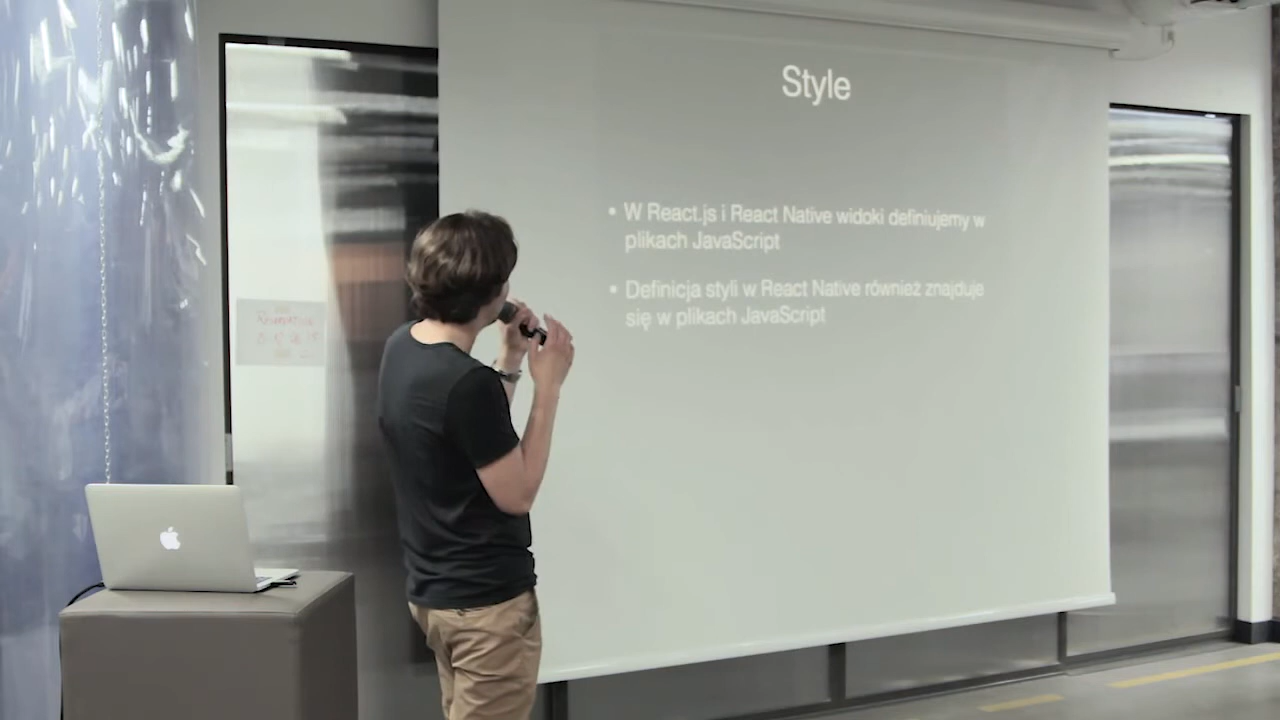 Style
• W React.js i React Native widoki definiujemy w
plikach JavaScript
• Definicja styli w React Native również znajduje
się w plikach JavaScript